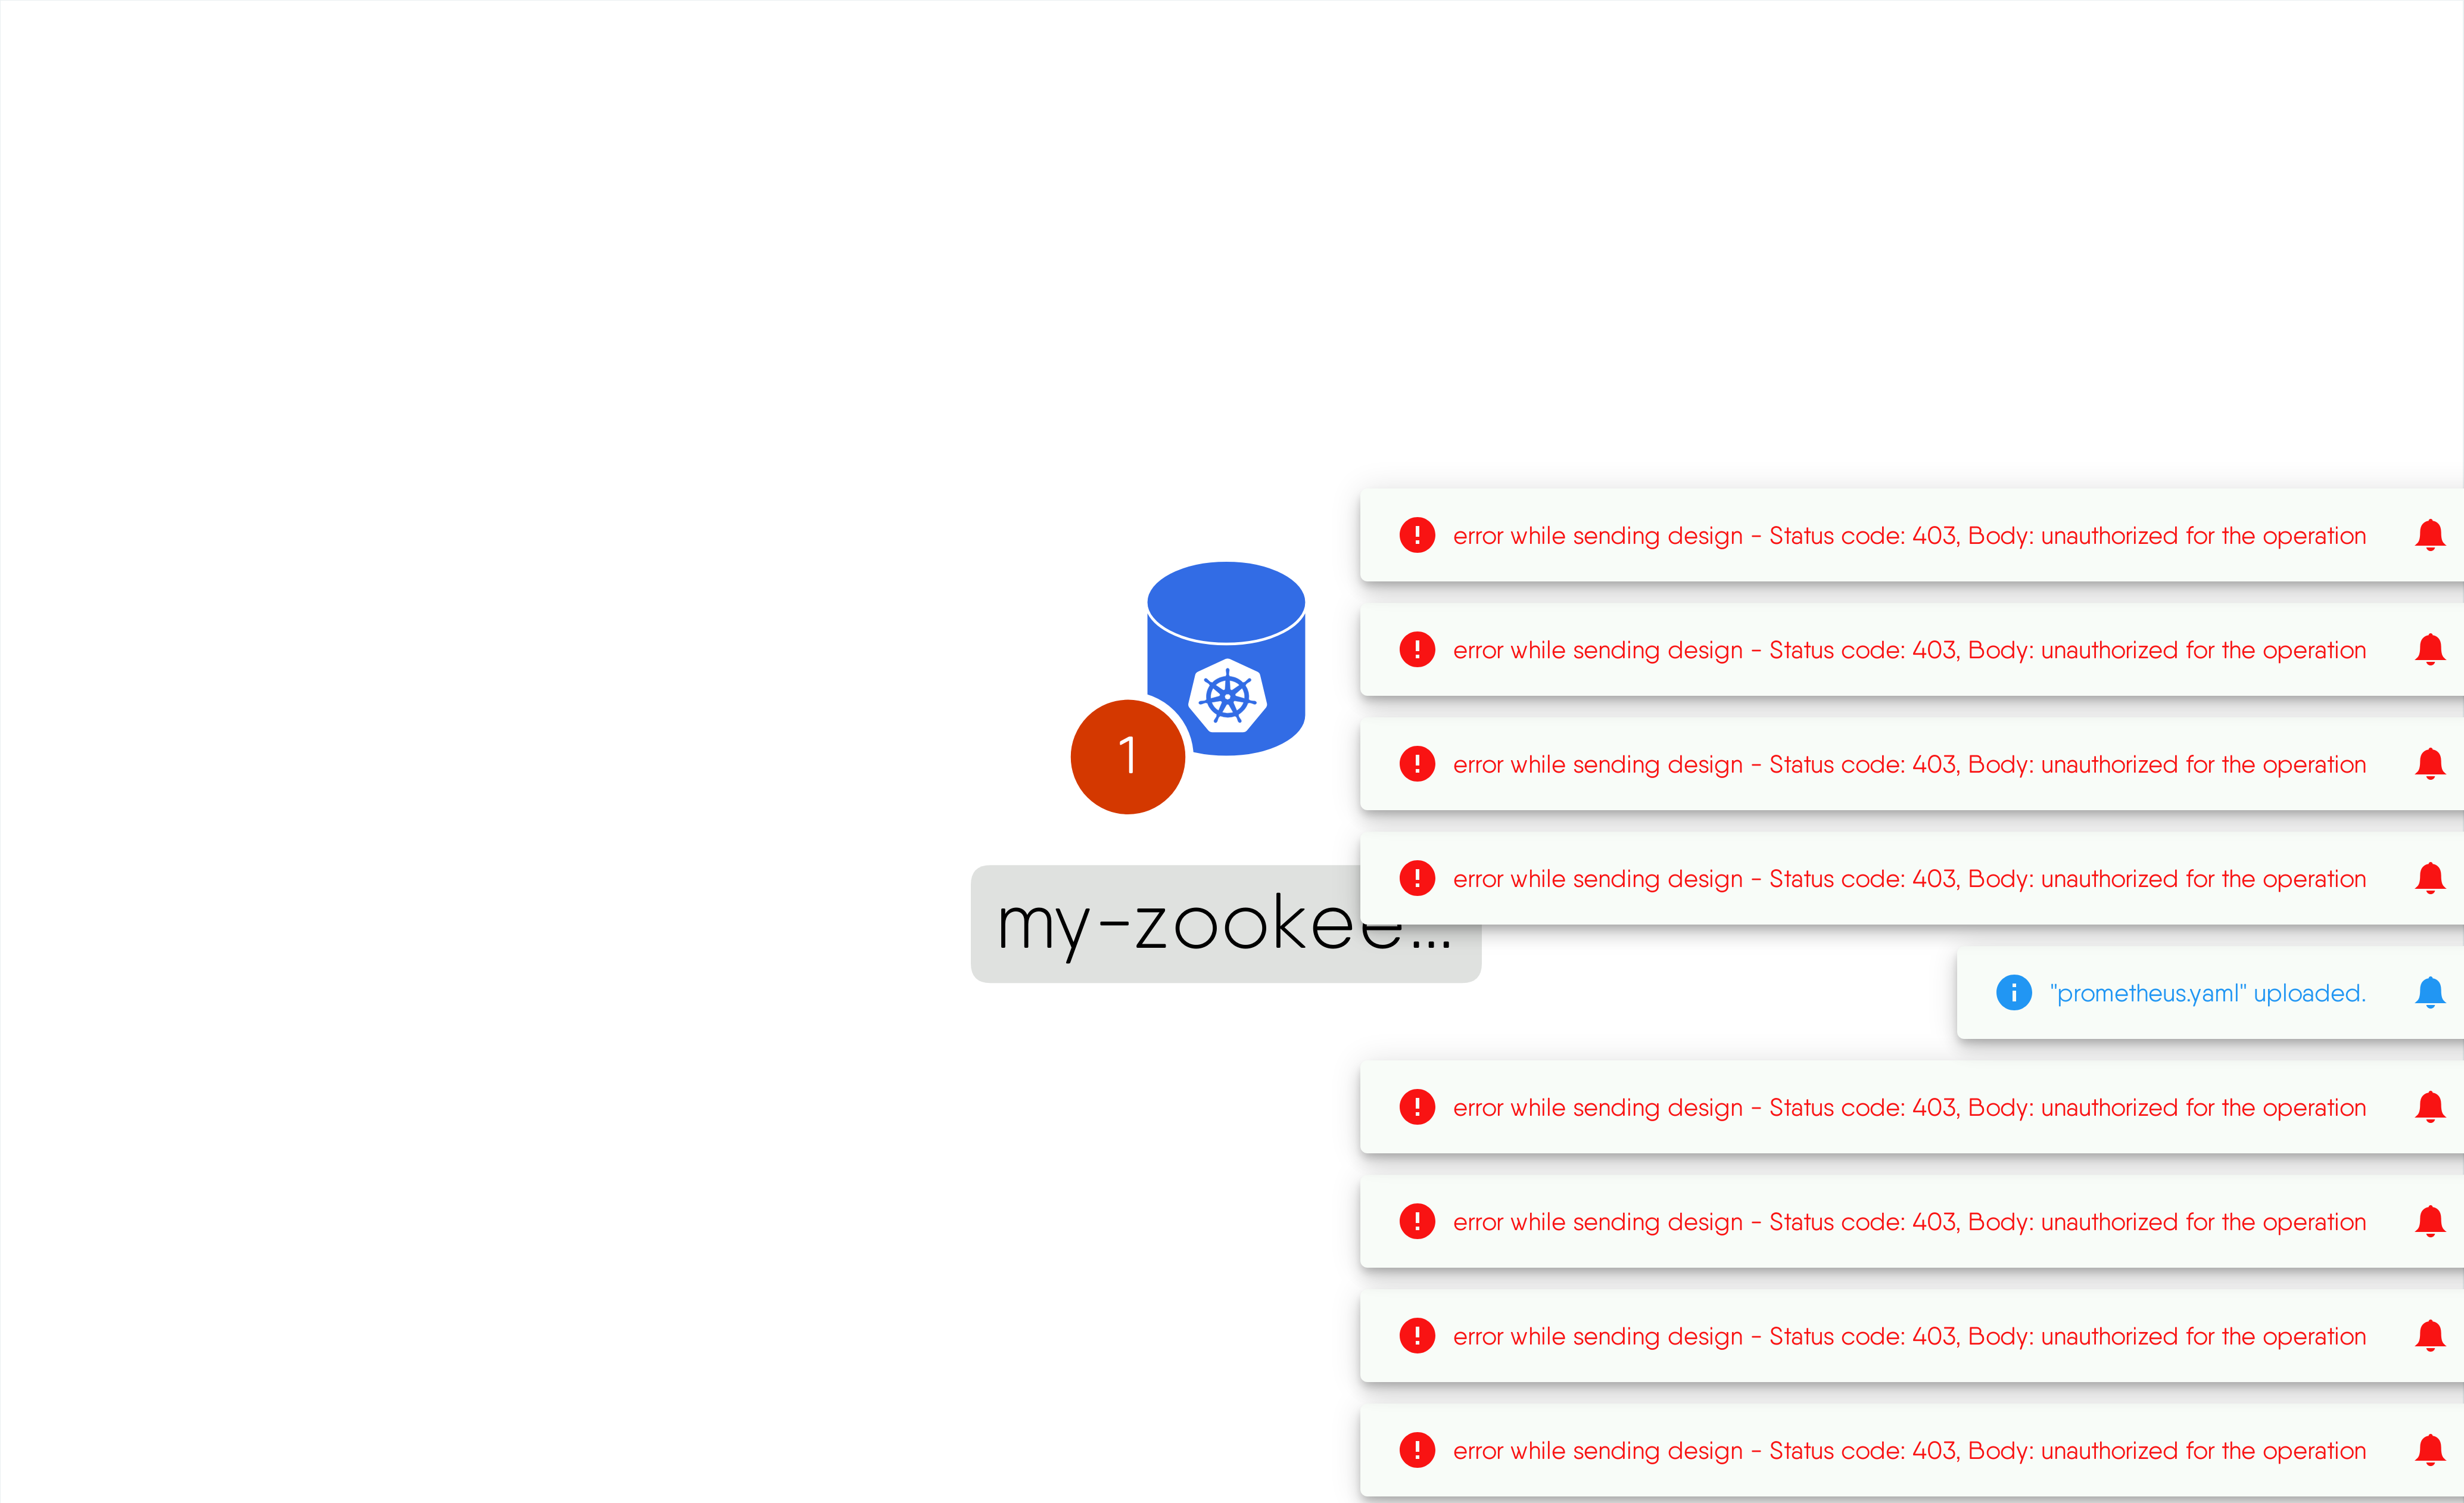 error while sending design - Status code: 403, Body: unauthorized for the operation
error while sending design - Status code: 403, Body: unauthorized for the operation
1
error while sending design - Status code: 403, Body: unauthorized for the operation
error while sending design - Status code: 403, Body: unauthorized for the operation
my-zookee...
"prometheus.yaml" uploaded.
error while sending design - Status code: 403, Body: unauthorized for the operation
error while sending design - Status code: 403, Body: unauthorized for the operation
error while sending design - Status code: 403, Body: unauthorized for the operation
error while sending design - Status code: 403, Body: unauthorized for the operation